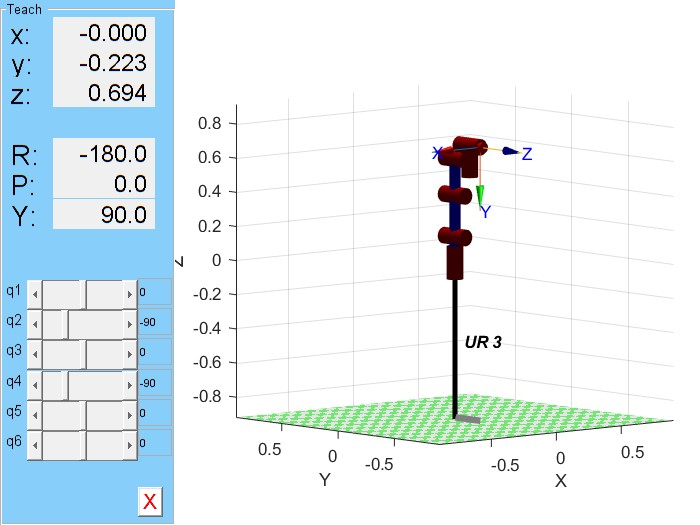 Teach
x: -0.000
y: -0.223
z: 0.694
R: -180.0
P: 0.0
Y: 90.0
q1 0
q2 -90
q3 0
q4 -90
q5 0
q6 0
X
0.8
0.6
0.4
0.2
0
-0.2
-0.4
-0.6
-0.8
Z
X
Z
Y
UR 3
0.5
0
-0.5
Y
-0.5
0
0.5
X